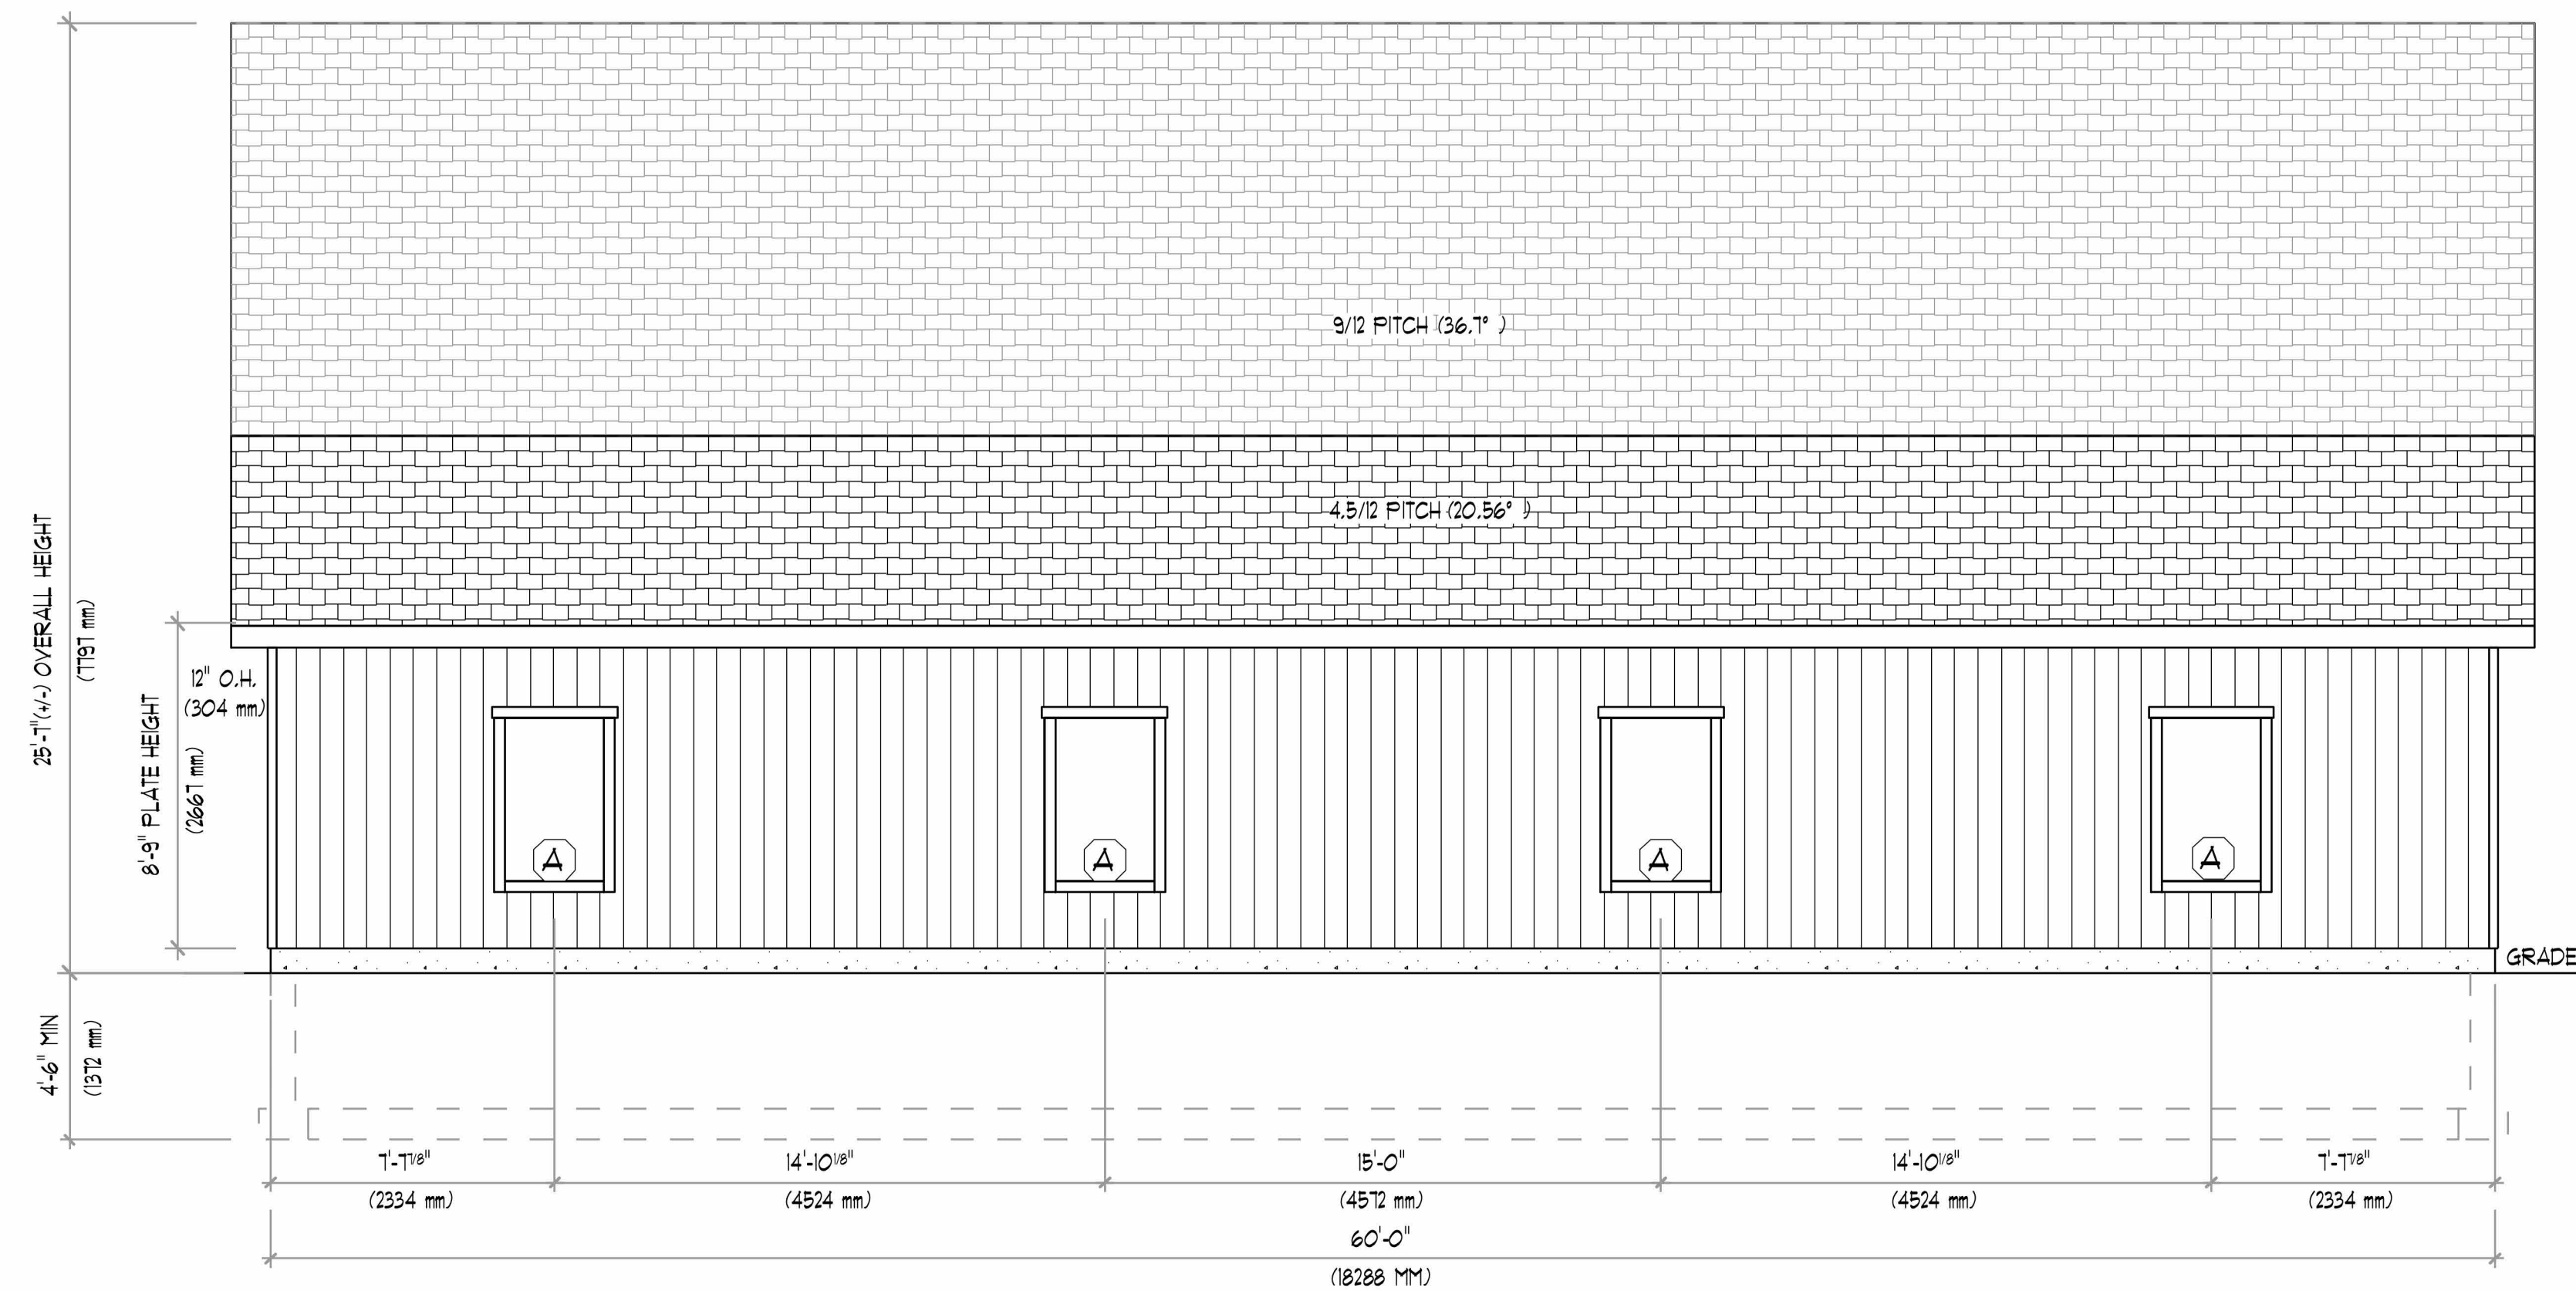 9/12 PITCH (36.7° )
4.5/12 PITCH (20.56° )
25'-7"(+/-) OVERALL HEIGHT
(7797 mm)
8'-9" PLATE HEIGHT
(2667 mm)
12" O.H.
(304 mm)
A
A
A
A
GRADE
4'-6" MIN
(1372 mm)
7'-7 7/8"
14'-10 1/8"
15'-0"
14'-10 1/8"
7'-7 7/8"
(2334 mm)
(4524 mm)
(4572 mm)
(4524 mm)
(2334 mm)
60'-0"
(18288 MM)